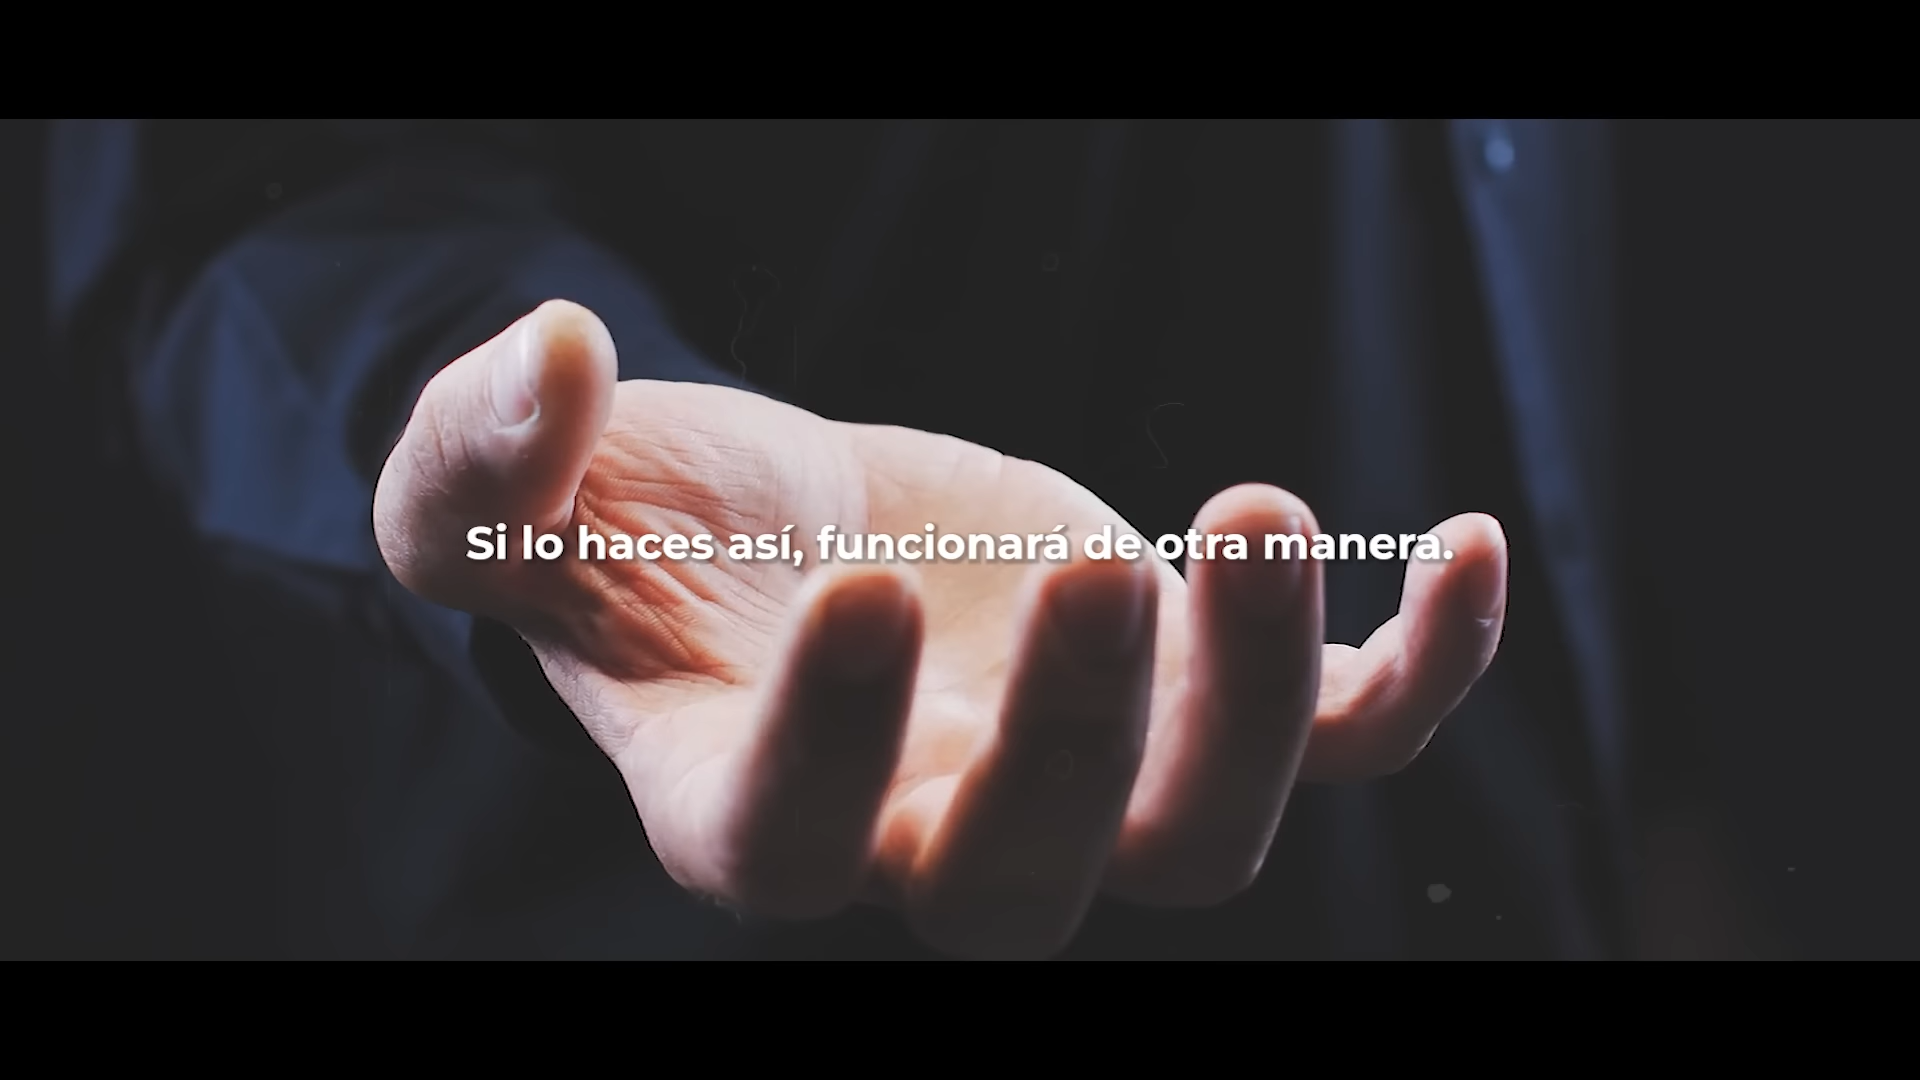 Si lo haces así, funcionará de otra manera.